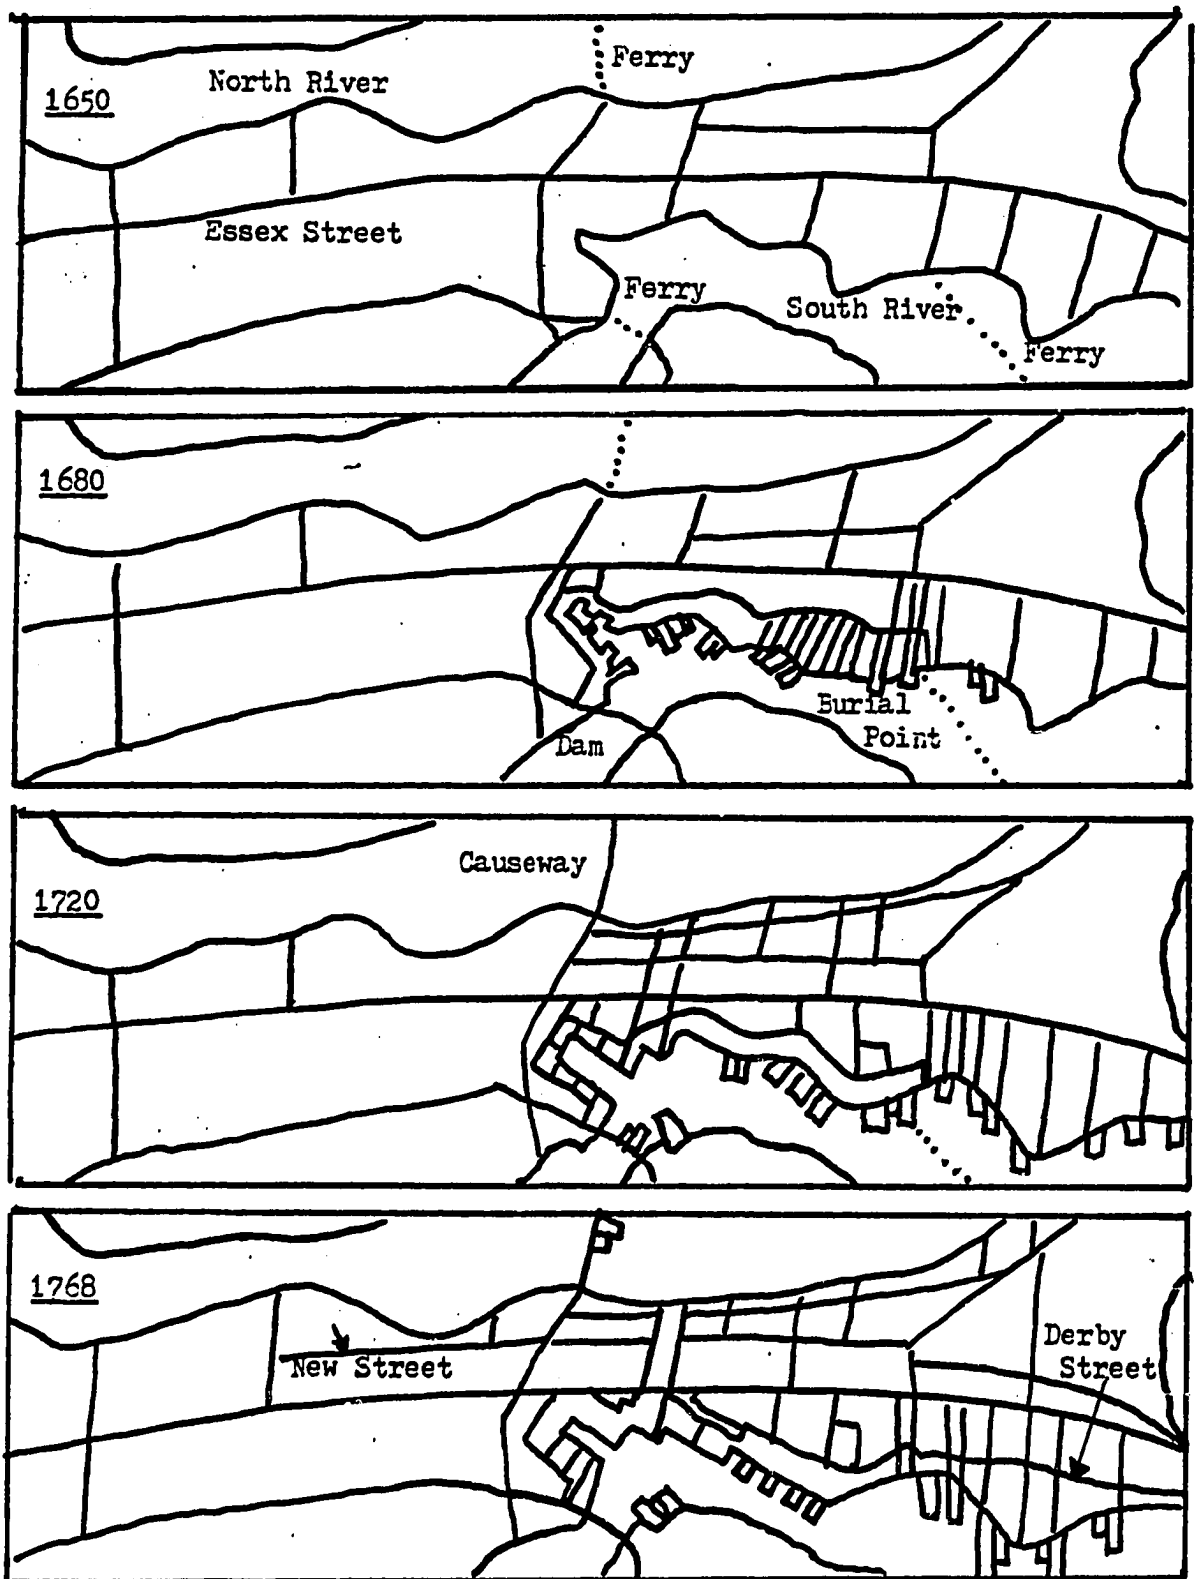 Ferry
North River
1650
Essex Street
Ferry
South River
Ferry
1680
Burial
Point
Dam
Causeway
1720
1768
Derby
Street
New Street